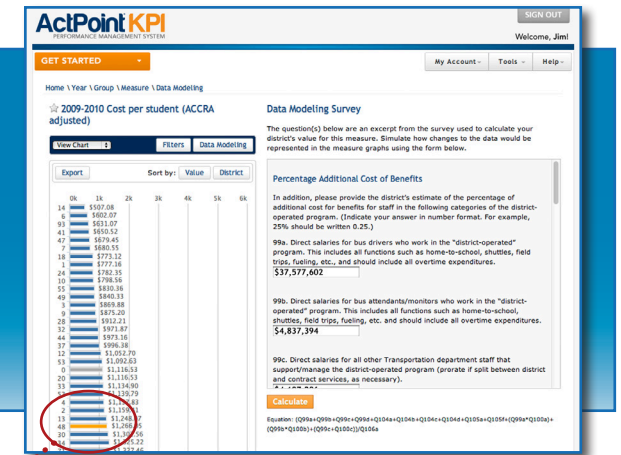 ActPoint KPI
PERFORMANCE MANAGEMENT SYSTEM
SIGN OUT
Welcome, Jim!
GET STARTED
My Account
Tools
Help
Home \ Year \ Group \ Measure \ Data Modeling
2009-2010 Cost per student (ACCRA
adjusted)
View Chart
Filters
Data Modeling
Export
Sort by:
Value
District
0k 1k 2k 3k 4k 5k 6k
14 $507.08
6 $602.07
93 $631.07
41 $650.52
47 $679.45
7 $680.55
18 $773.12
1 $777.16
24 $782.35
10 $798.56
55 $830.36
49 $840.33
3 $869.88
9 $875.20
28 $912.21
32 $971.87
44 $973.16
37 $996.38
12 $1,052.70
53 $1,092.63
0 $1,116.53
20 $1,116.53
33 $1,134.90
$1,139.79
4
2
13
48
30
Data Modeling Survey
The question(s) below are an excerpt from the survey used to calculate your
district's value for this measure. Simulate how changes to the data would be
represented in the measure graphs using the form below.
Percentage Additional Cost of Benefits
In addition, please provide the district's estimate of the percentage of
additional cost for benefits for staff in the following categories of the district-
operated program. (Indicate your answer in number format. For example,
25% should be written 0.25.)
99a. Direct salaries for bus drivers who work in the "district-operated"
program. This includes all functions such as home-to-school, shuttles, field
trips, fueling, etc., and should include all overtime expenditures.
$37,577,602
99b. Direct salaries for bus attendants/monitors who work in the "district-
operated" program. This includes all functions such as home-to-school,
shuttles, field trips, fueling, etc. and should include all overtime expenditures.
$4,837,394
99c. Direct salaries for all other Transportation department staff that
support/manage the district-operated program (prorate if split between district
and contract services, as necessary).
Calculate
Equation: (Q99a+Q99b+Q99c+Q99d+Q104a+Q104b+Q104c+Q104d+Q105a+Q105f+(Q99a*Q100a)+
(Q99b*Q100b)+(Q99c+Q100c))/Q106a